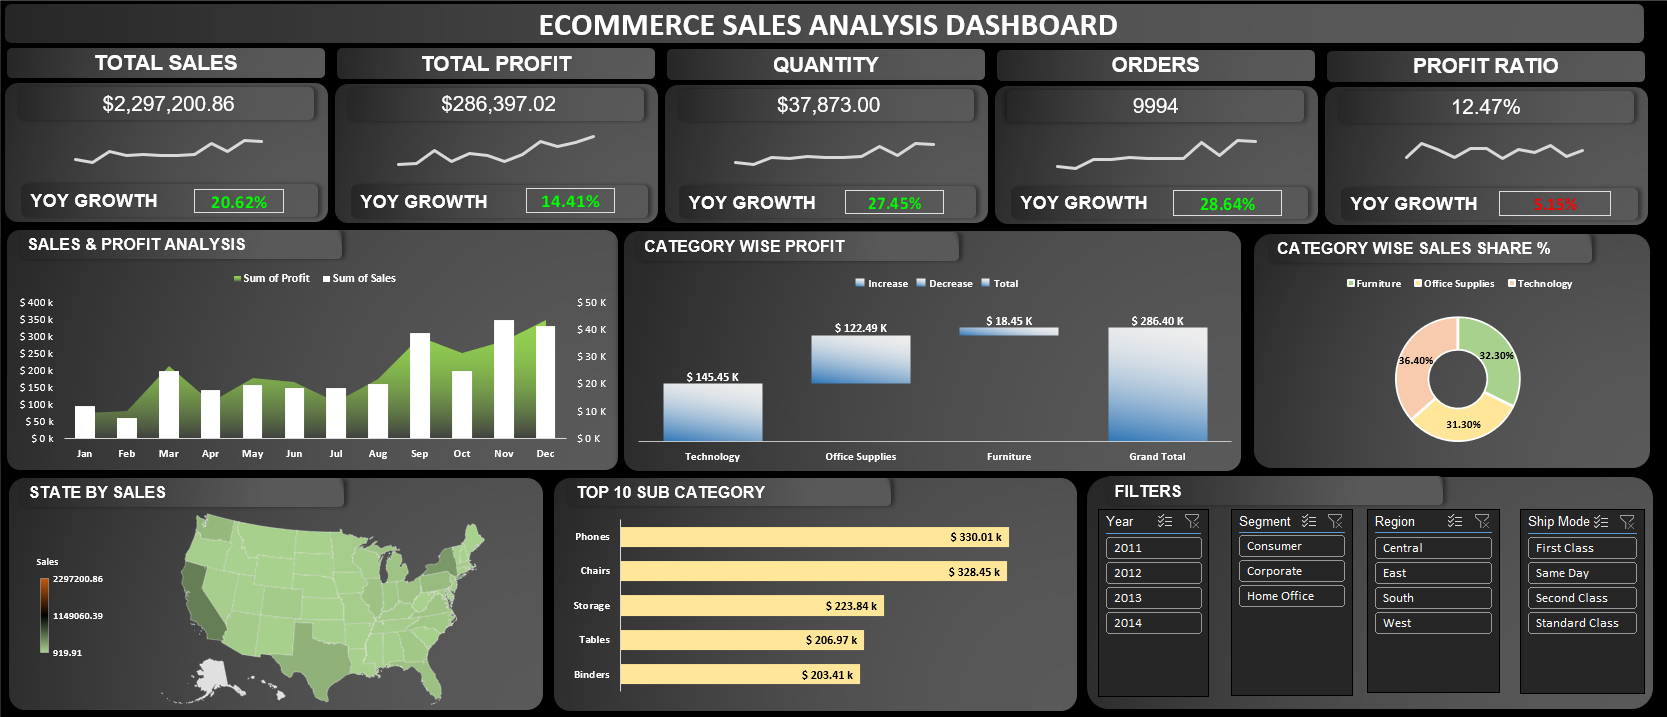 ECOMMERCE SALES ANALYSIS DASHBOARD
TOTAL SALES
$2,297,200.86
YOY GROWTH 20.62%
TOTAL PROFIT
$286,397.02
YOY GROWTH 14.41%
QUANTITY
$37,873.00
YOY GROWTH 27.45%
ORDERS
9994
YOY GROWTH 28.64%
PROFIT RATIO
12.47%
YOY GROWTH 5.15%
SALES & PROFIT ANALYSIS
Sum of Profit Sum of Sales
$ 400 k
$ 350 k
$ 300 k
$ 250 k
$ 200 k
$ 150 k
$ 100 k
$ 50 k
$ 0 k
$ 50 K
$ 40 K
$ 30 K
$ 20 K
$ 10 K
$ 0 K
Jan Feb Mar Apr May Jun Jul Aug Sep Oct Nov Dec
CATEGORY WISE PROFIT
Increase Decrease Total
$ 145.45 K
$ 122.49 K
$ 18.45 K
$ 286.40 K
Technology Office Supplies Furniture Grand Total
CATEGORY WISE SALES SHARE %
Furniture Office Supplies Technology
36.40%
32.30%
31.30%
STATE BY SALES
Sales
2297200.86
1149060.39
919.91
TOP 10 SUB CATEGORY
Phones $ 330.01 k
Chairs $ 328.45 k
Storage $ 223.84 k
Tables $ 206.97 k
Binders $ 203.41 k
FILTERS
Year
2011
2012
2013
2014
Segment
Consumer
Corporate
Home Office
Region
Central
East
South
West
Ship Mode
First Class
Same Day
Second Class
Standard Class